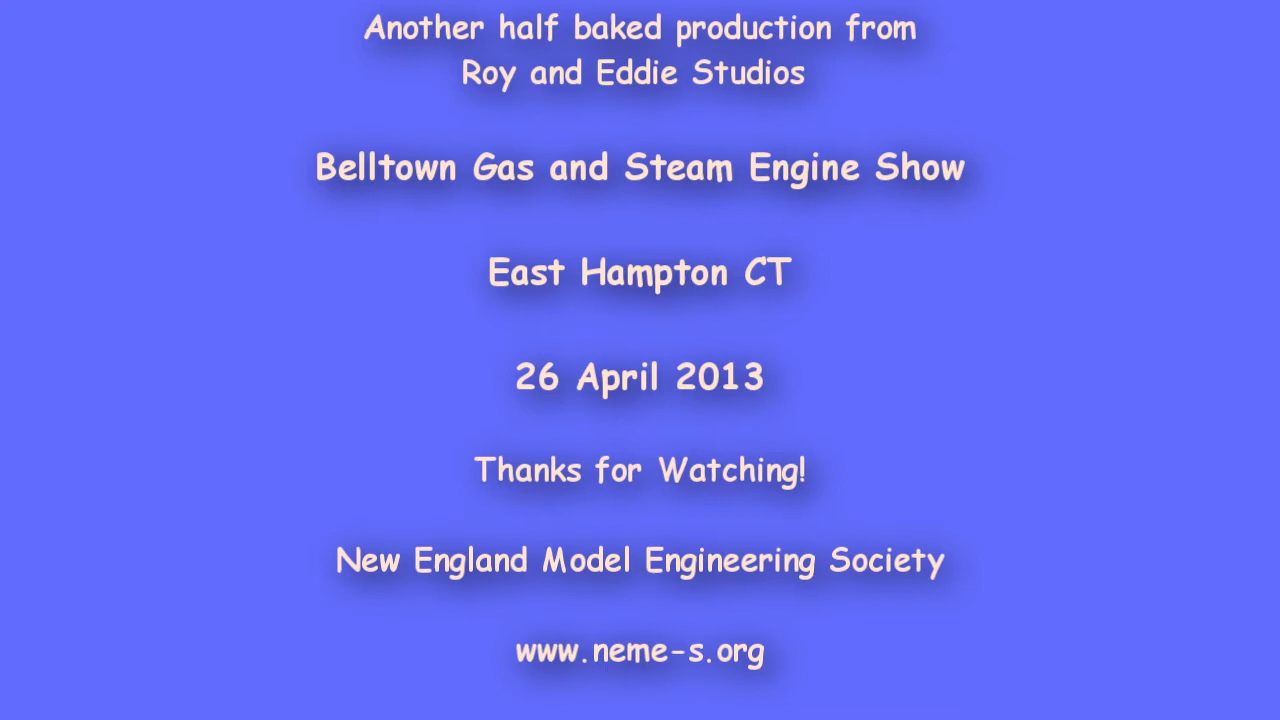 Another half baked production from
Roy and Eddie Studios
Belltown Gas and Steam Engine Show
East Hampton CT
26 April 2013
Thanks for Watching!
New England Model Engineering Society
www.neme-s.org